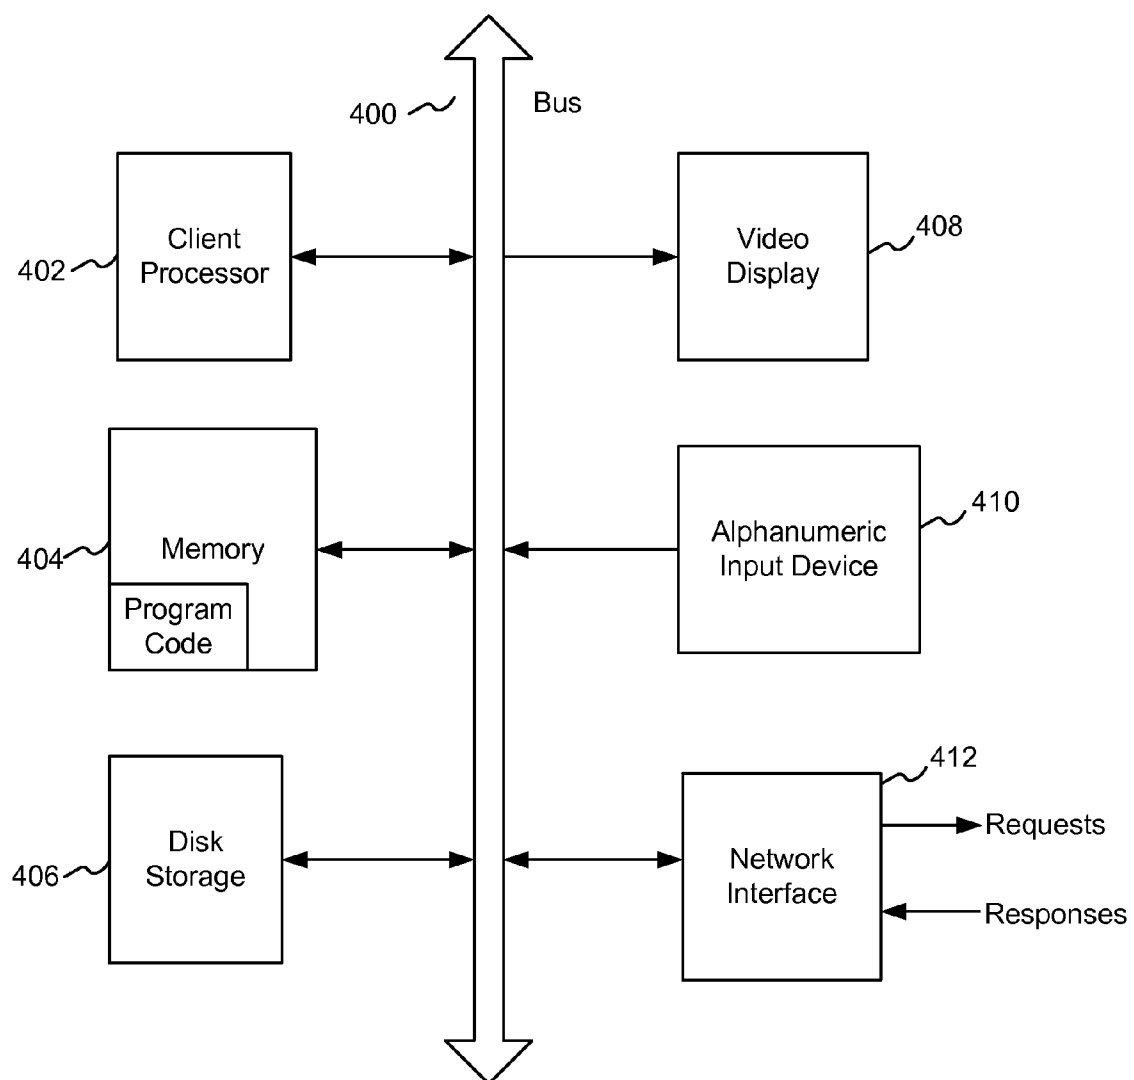 400
Bus
Client
Processor
402
Video
Display
408
Memory
404
Program
Code
Alphanumeric
Input Device
410
Disk
Storage
406
Network
Interface
412
Requests
Responses